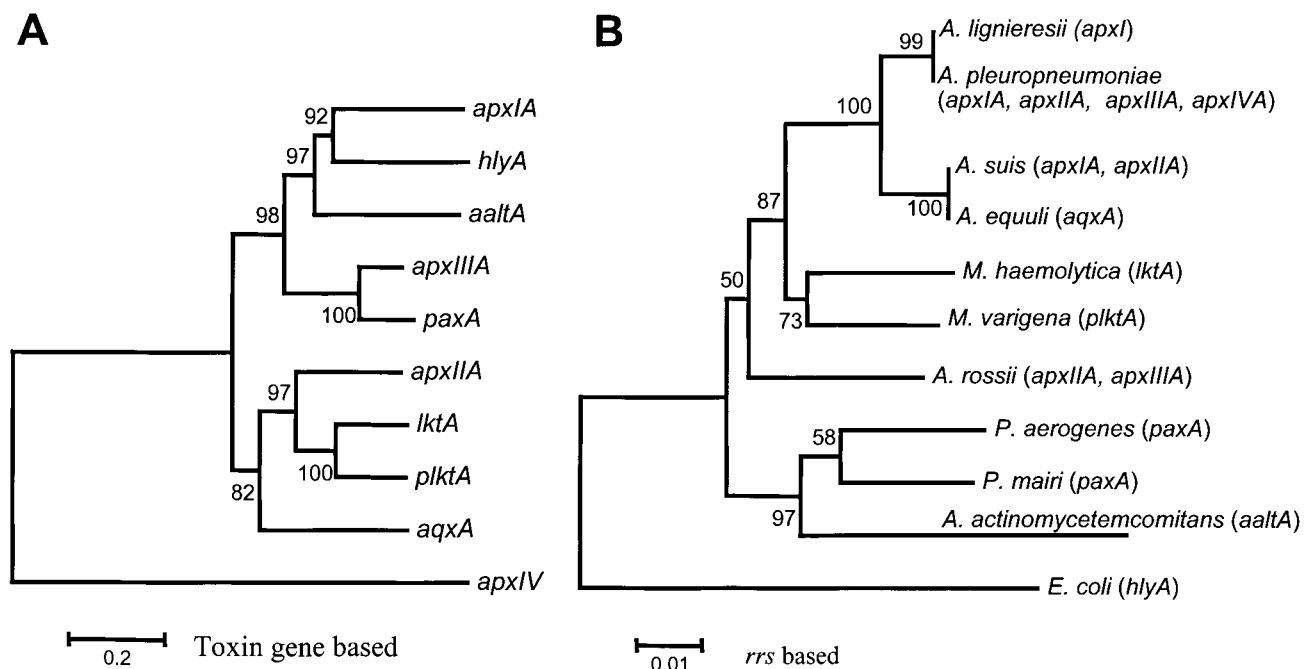 A
92
apxIA
97
hlyA
98
aaltA
apxIIIA
100
paxA
97
apxIIA
lktA
100
plktA
82
aqxA
apxIV
0.2
Toxin gene based
B
99
A. lignieresii (apxI)
A. pleuropneumoniae
(apxIA, apxIIA, apxIIIA, apxIVA)
100
A. suis (apxIA, apxIIA)
100
A. equuli (aqxA)
87
M. haemolytica (lktA)
50
73
M. varigena (plktA)
A. rossii (apxIIA, apxIIIA)
58
P. aerogenes (paxA)
P. mairi (paxA)
97
A. actinomycetemcomitans (aaltA)
E. coli (hlyA)
0.01
rrs based